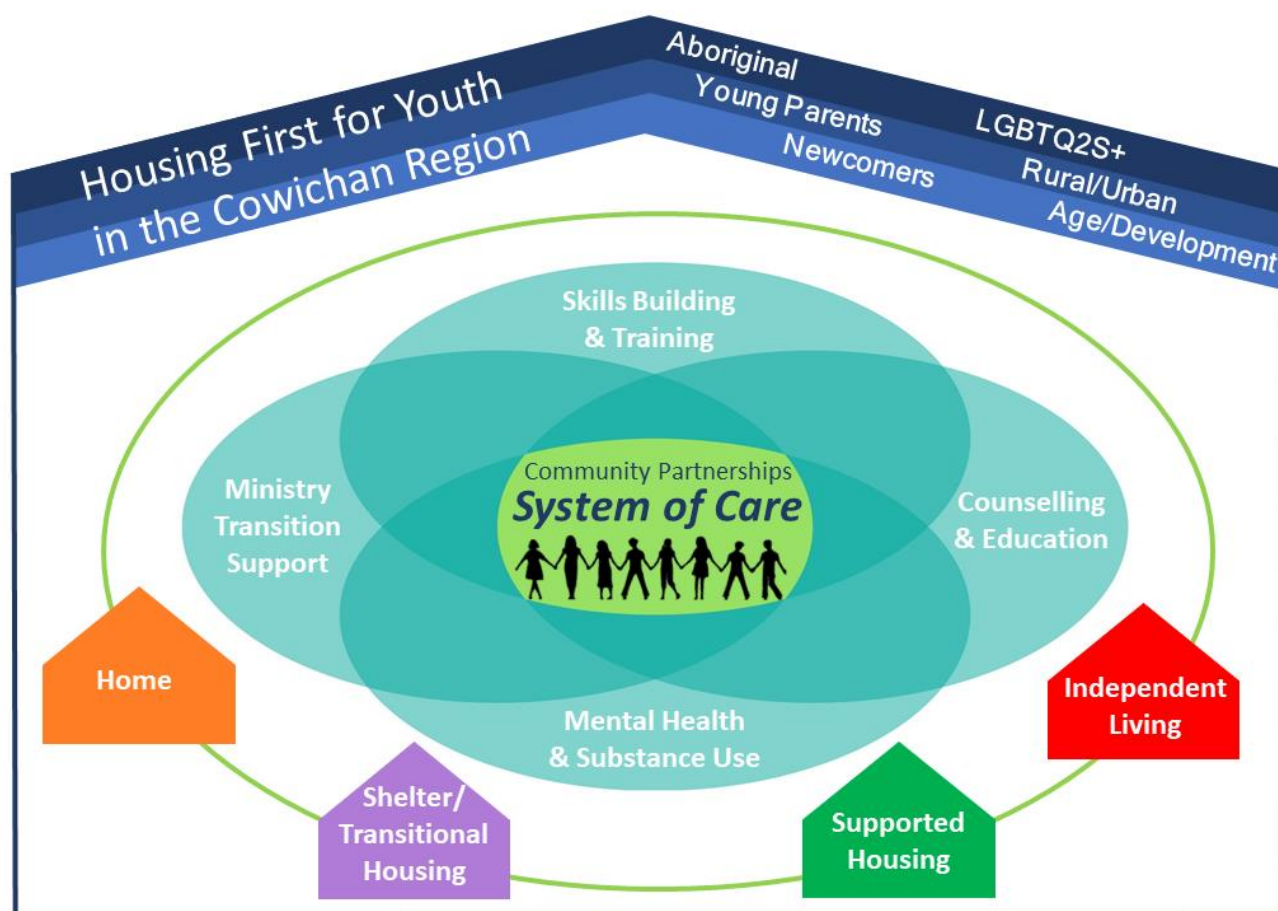 Housing First for Youth
in the Cowichan Region
Aboriginal
Young Parents
Newcomers
LGBTQ2S+
Rural/Urban
Age/Development
Skills Building
& Training
Ministry
Transition
Support
Community Partnerships
System of Care
Counselling
& Education
Mental Health
& Substance Use
Home
Shelter/
Transitional
Housing
Supported
Housing
Independent
Living